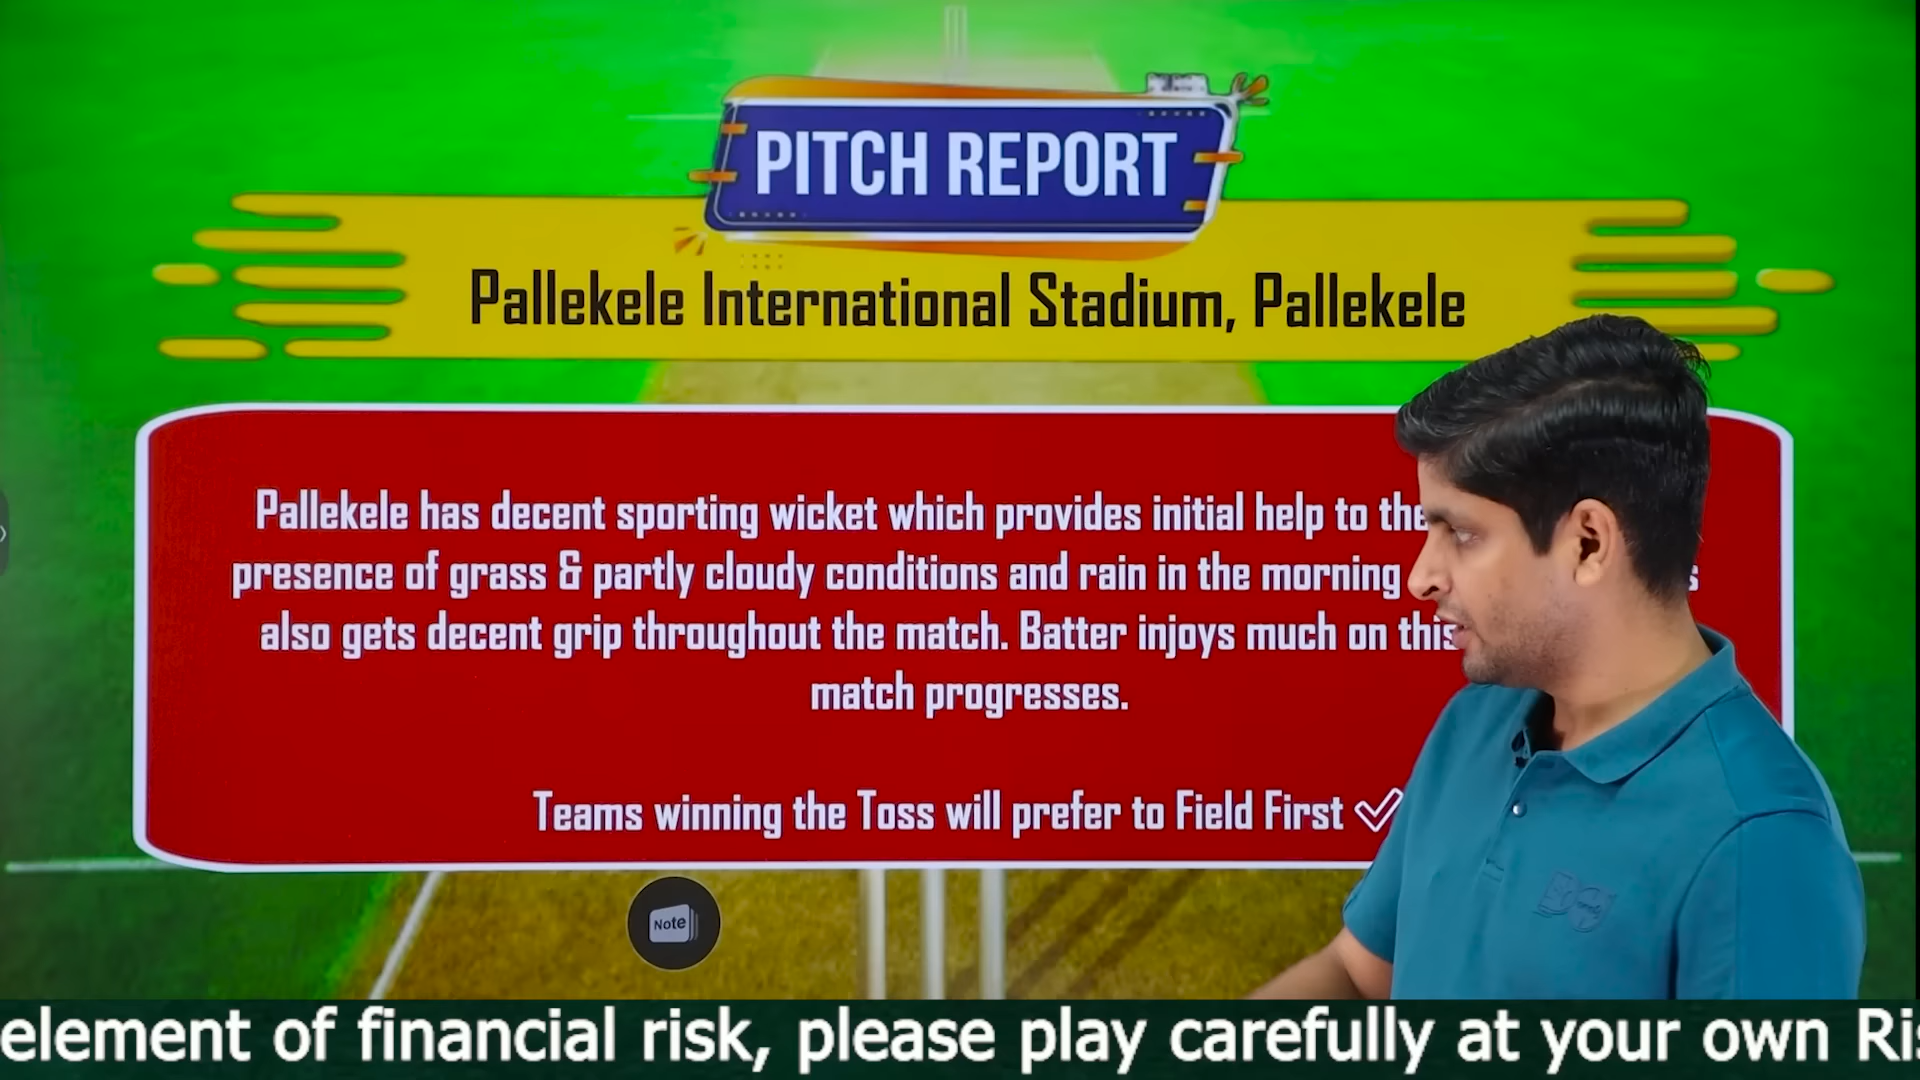 PITCH REPORT
Pallekele International Stadium, Pallekele
Pallekele has decent sporting wicket which provides initial help to the
presence of grass & partly cloudy conditions and rain in the morning
also gets decent grip throughout the match. Batter injoys much on this
match progresses.
Teams winning the Toss will prefer to Field First
Note
element of financial risk, please play carefully at your own